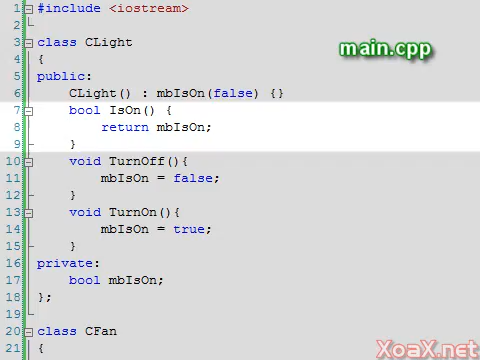 1 #include <iostream>
2
3 class CLight
4 {
5 public:
6 CLight() : mbIsOn(false) {}
7 bool IsOn() {
8 return mbIsOn;
9 }
10 void TurnOff(){
11 mbIsOn = false;
12 }
13 void TurnOn(){
14 mbIsOn = true;
15 }
16 private:
17 bool mbIsOn;
18 };
19
20 class CFan
21 {
main.cpp
XoaX.net